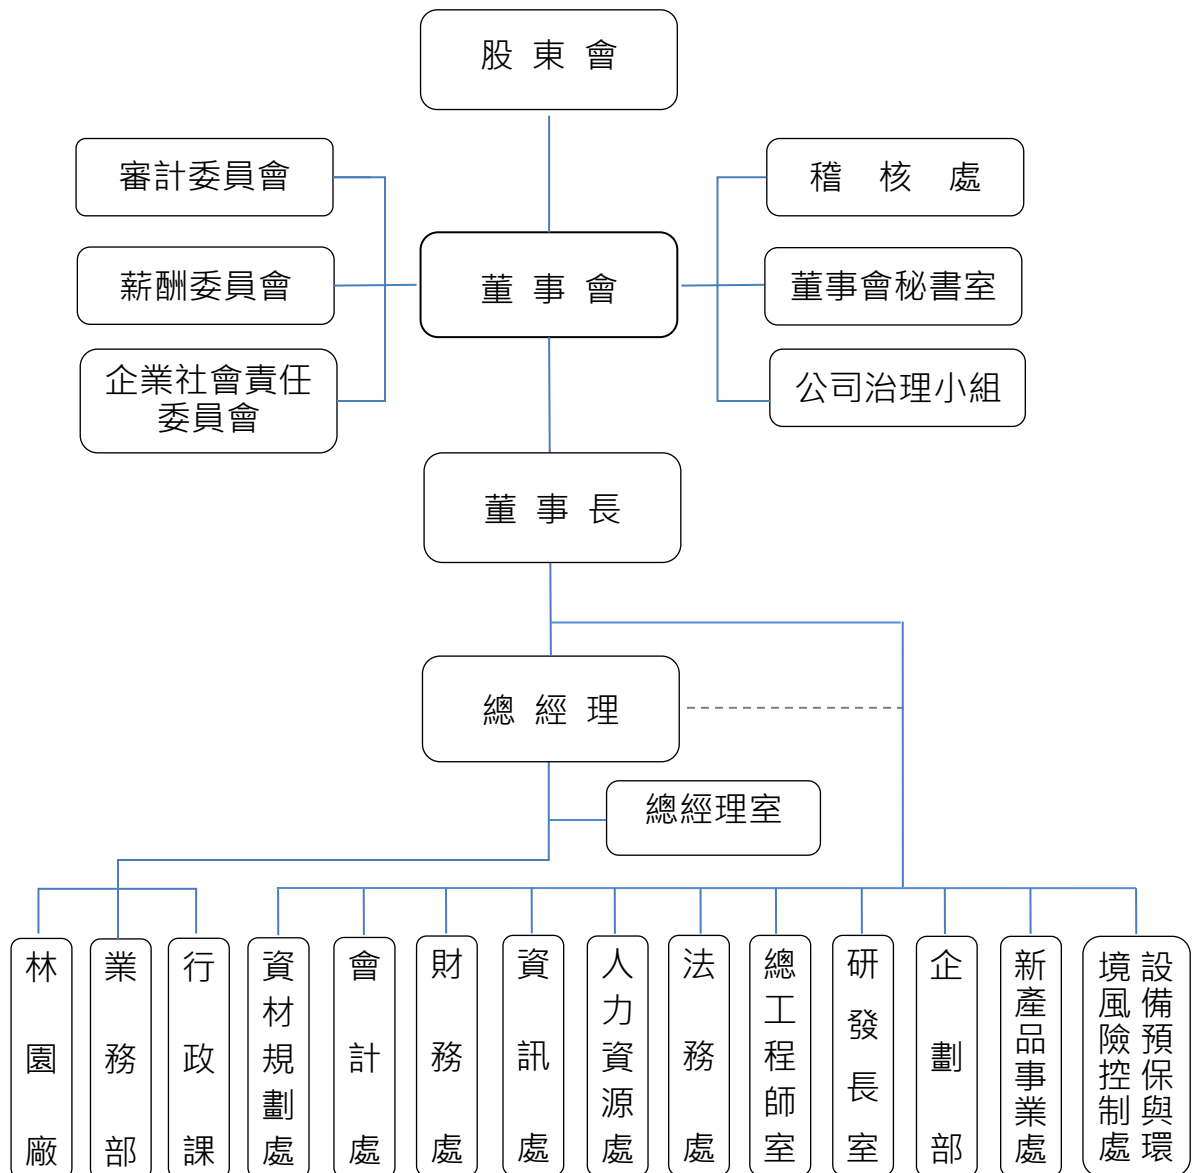 股東會
審計委員會
稽核處
薪酬委員會
董事會
董事會秘書室
企業社會責任
委員會
公司治理小組
董事長
總經理
總經理室
林園廠
業務部
行政課
資材規劃處
會計處
財務處
資訊處
人力資源處
法務處
總工程師室
研發長室
企劃部
新產品事業處
設備預保與環
境風險控制處